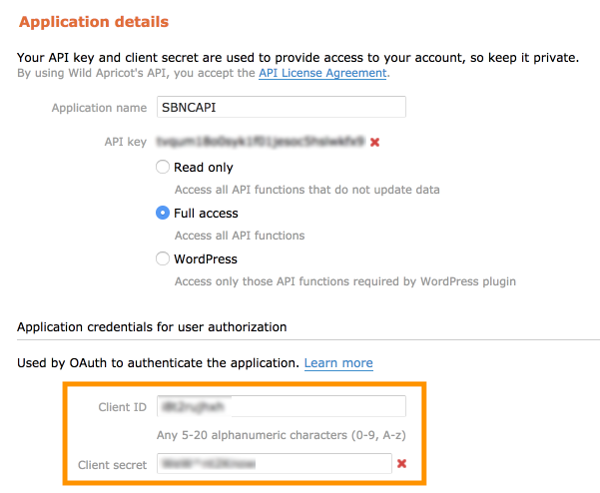 Application details
Your API key and client secret are used to provide access to your account, so keep it private.
By using Wild Apricot's API, you accept the API License Agreement.
Application name SBNCAPI
API key
Read only
Access all API functions that do not update data
Full access
Access all API functions
WordPress
Access only those API functions required by WordPress plugin
Application credentials for user authorization
Used by OAuth to authenticate the application. Learn more
Client ID
Any 5-20 alphanumeric characters (0-9, A-z)
Client secret